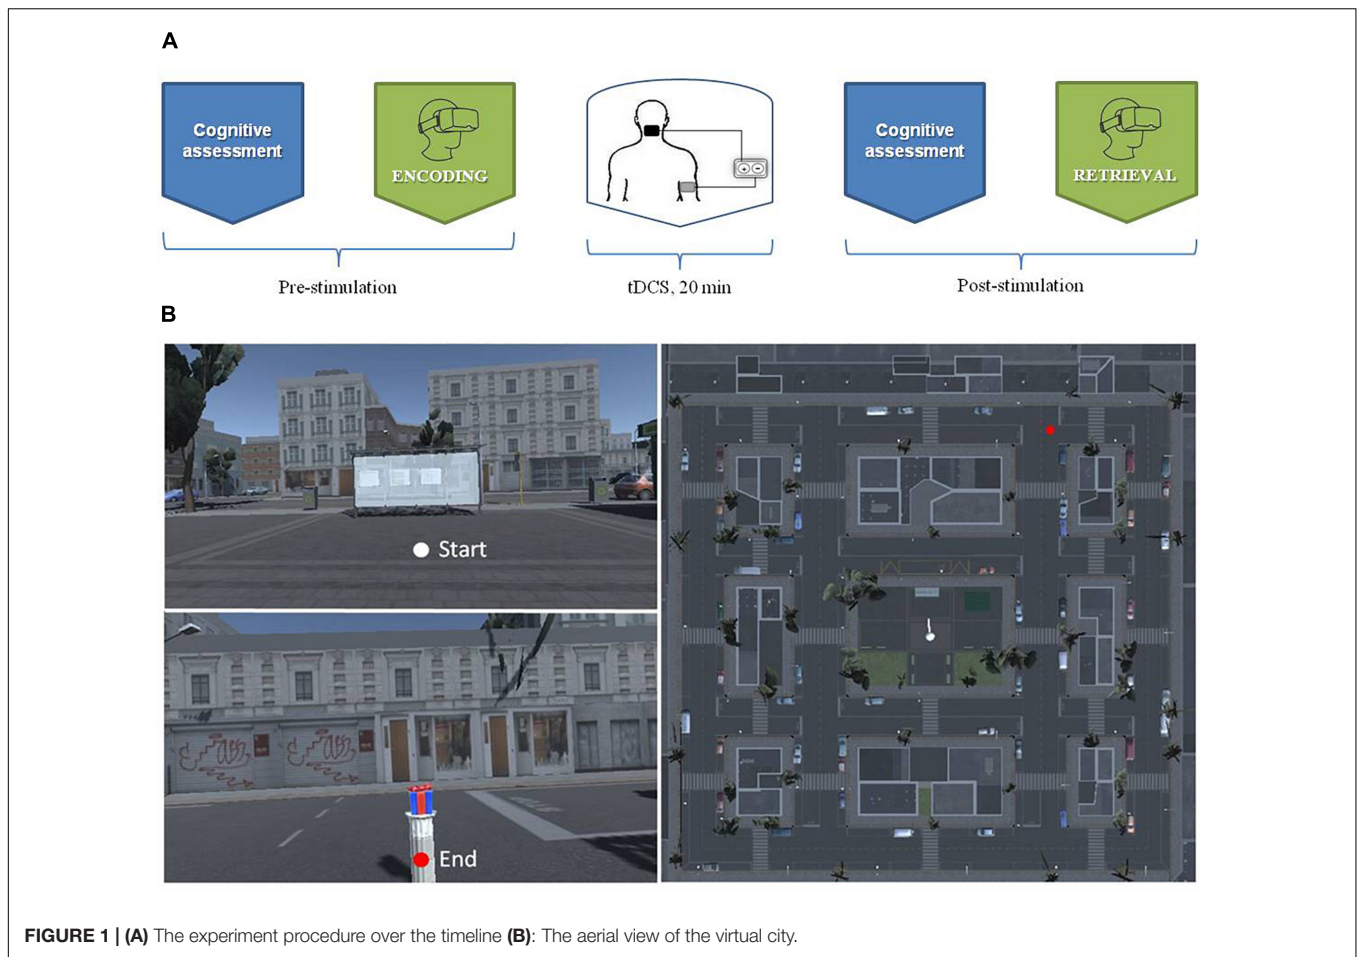 A
Cognitive
assessment
ENCODING
Cognitive
assessment
RETRIEVAL
Pre-stimulation
tDCS, 20 min
Post-stimulation
B
Start
End
FIGURE 1 | (A) The experiment procedure over the timeline (B): The aerial view of the virtual city.